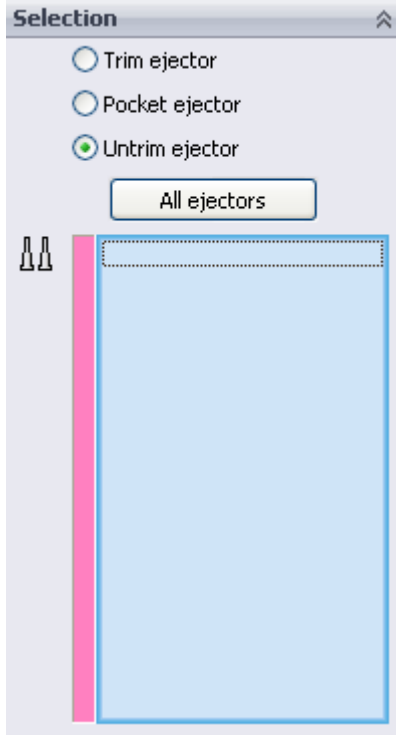 Selection
Trim ejector
Pocket ejector
Untrim ejector
All ejectors